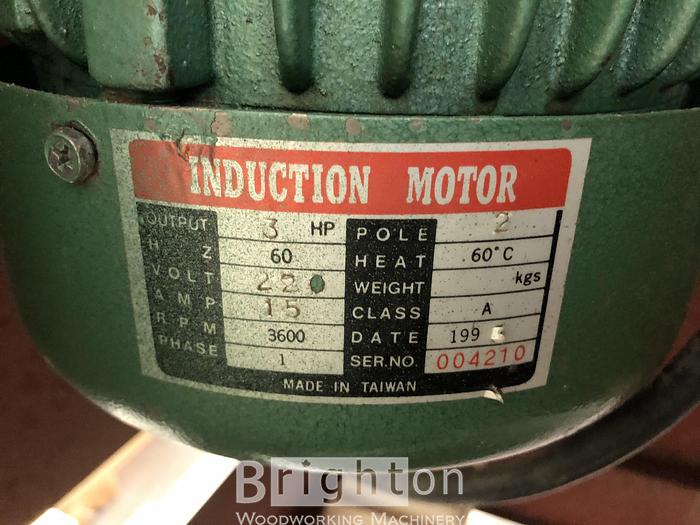 INDUCTION MOTOR
OUTPUT 3 HP POLE 2
HZ 60 HEAT 60°C
VOLT 220 WEIGHT kgs
AMP 15 CLASS A
RPM 3600 DATE 199
PHASE 1 SER.NO. 004210
MADE IN TAIWAN
Brighton
WOODWORKING MACHINERY